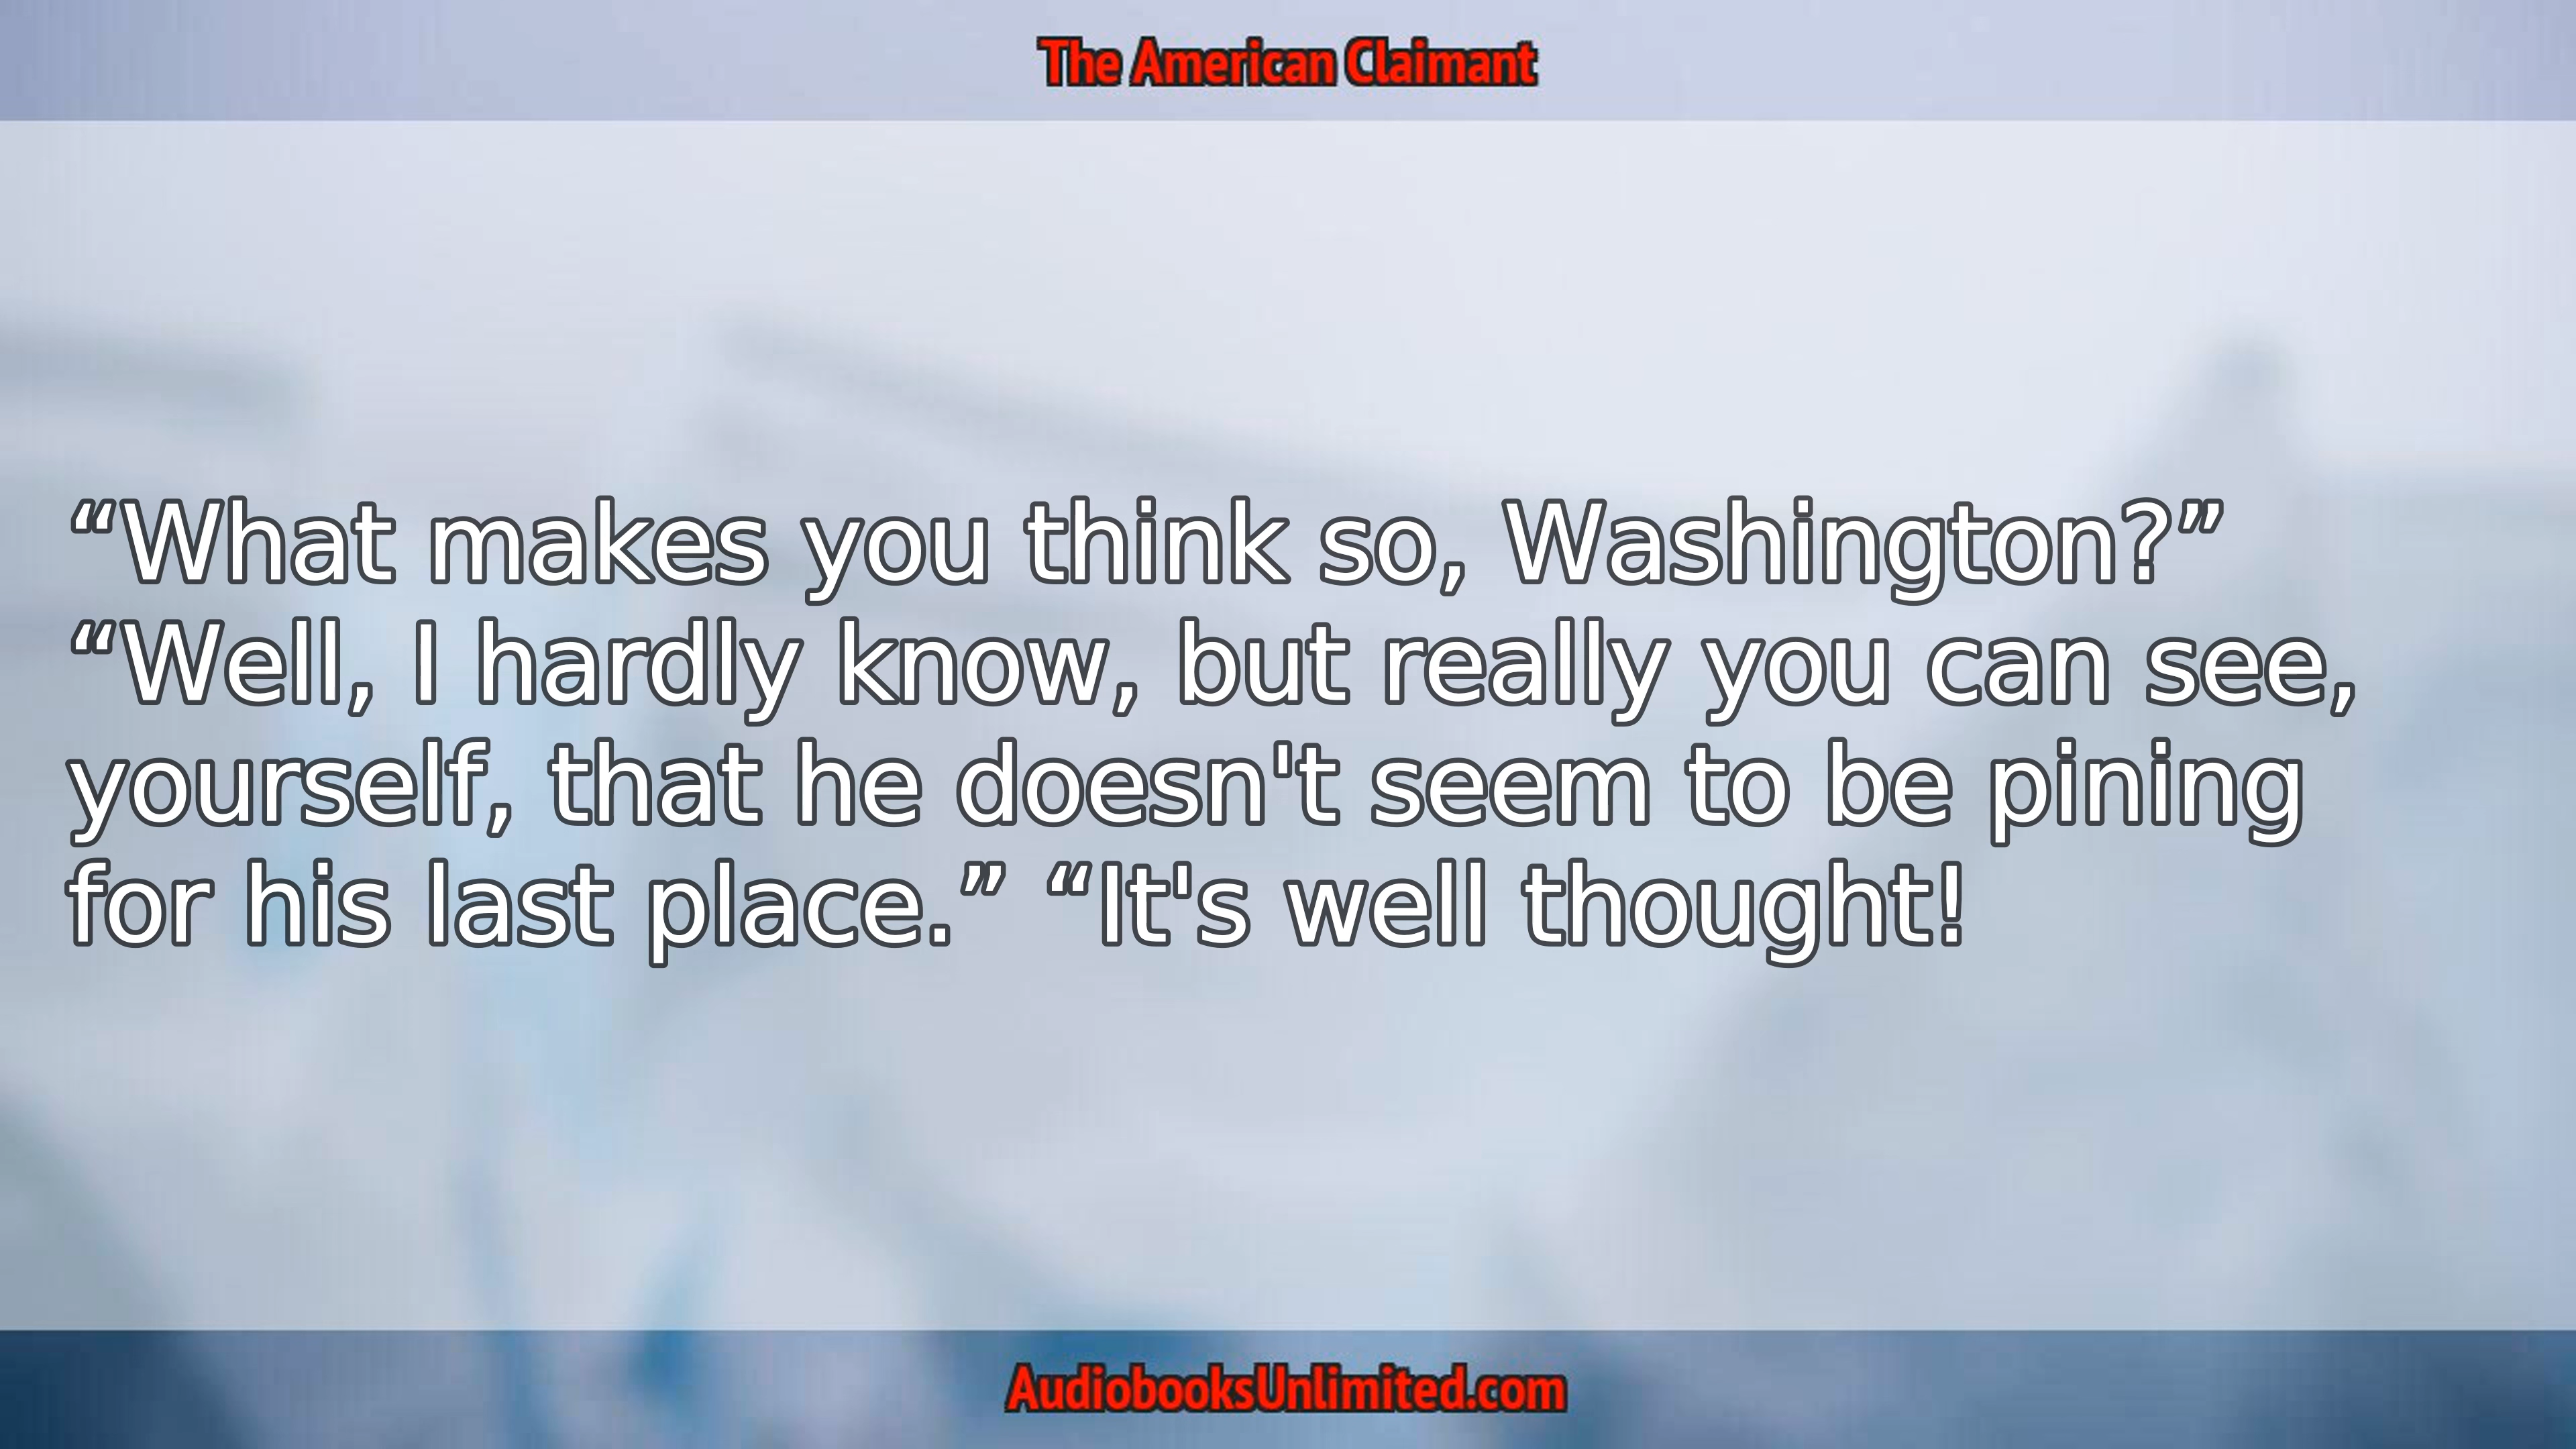 The American Claimant
“What makes you think so, Washington?”
“Well, I hardly know, but really you can see,
yourself, that he doesn't seem to be pining
for his last place.” “It's well thought!
AudiobooksUnlimited.com